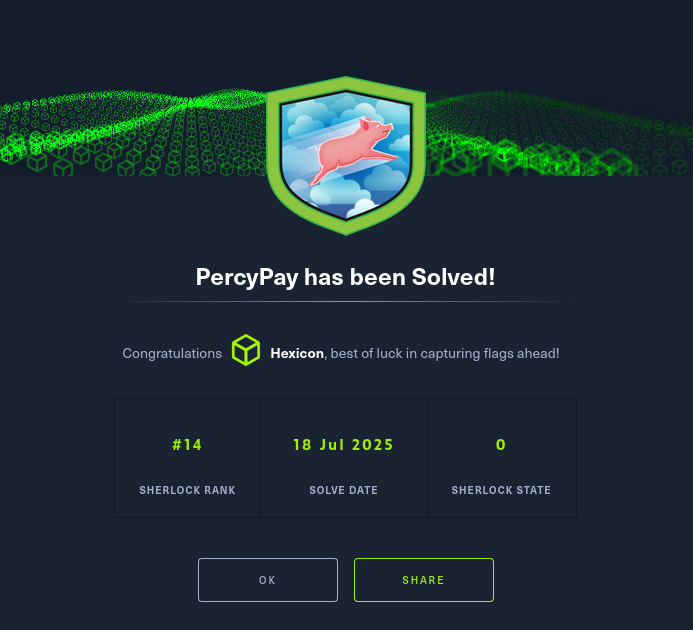 PercyPay has been Solved!
Congratulations Hexicon, best of luck in capturing flags ahead!
#14 18 Jul 2025 0
SHERLOCK RANK SOLVE DATE SHERLOCK STATE
OK SHARE